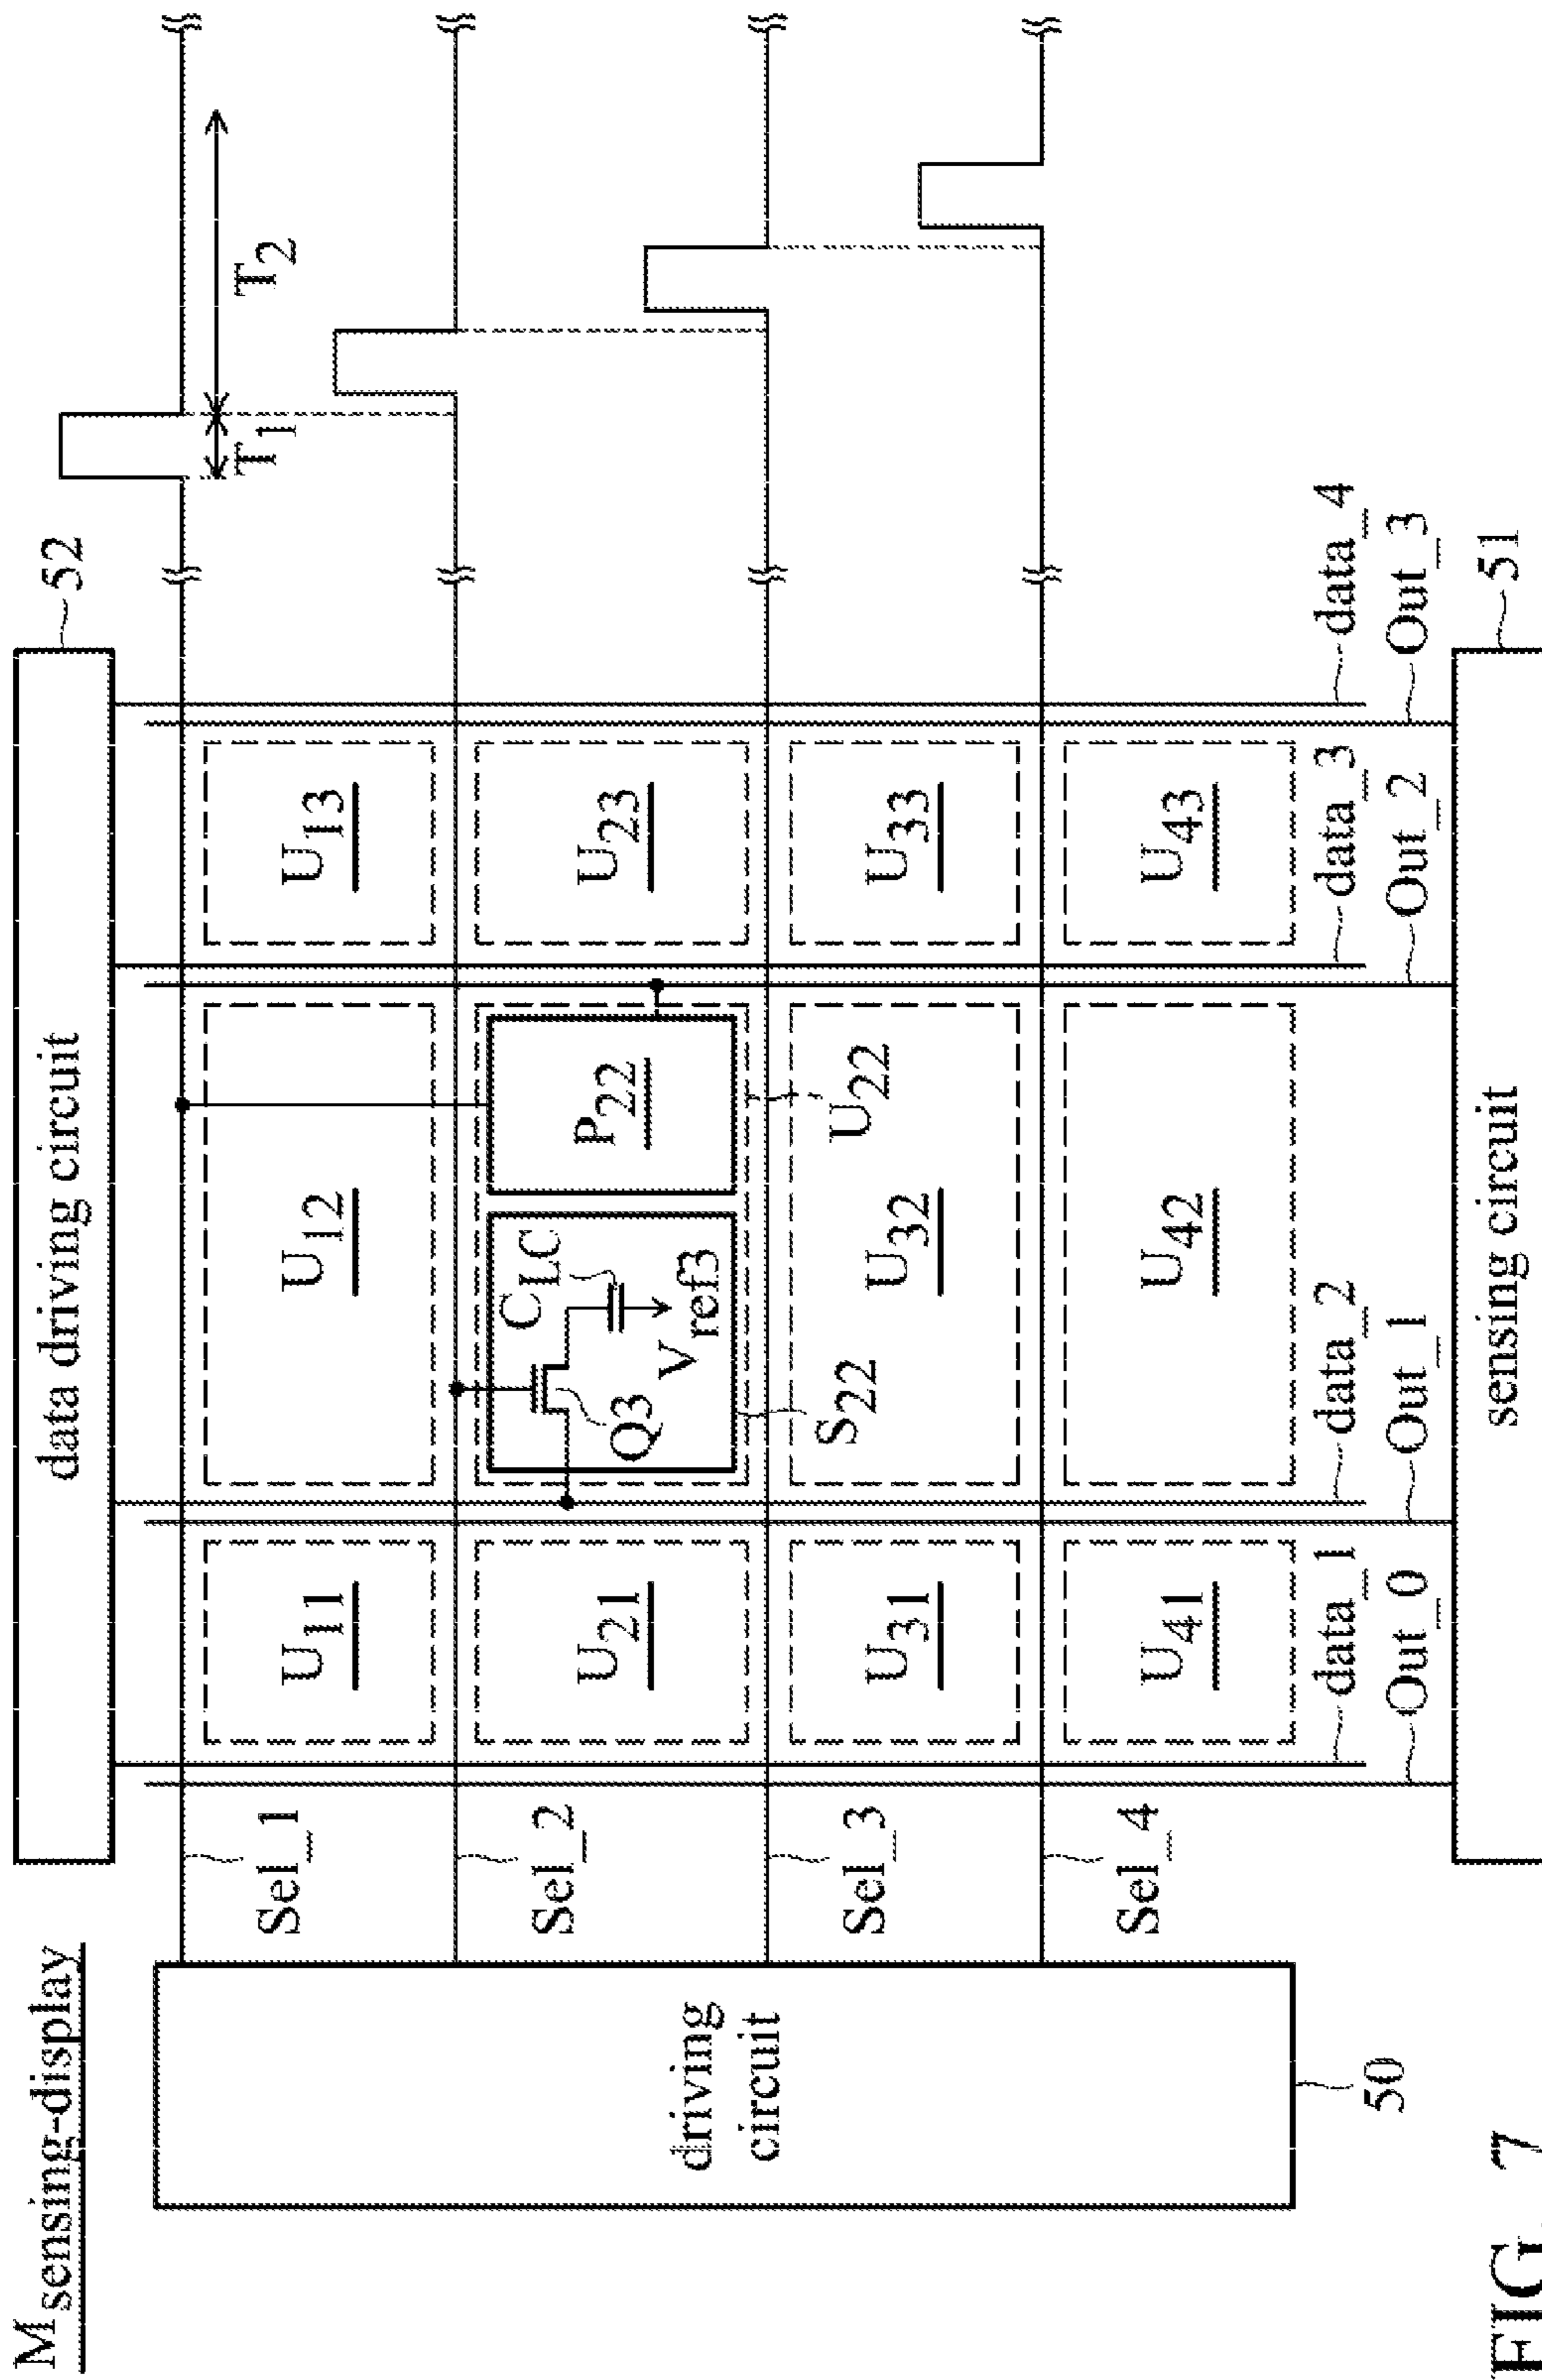 M sensing-display
data driving circuit
52
T1
T2
Sel_1
Sel_2
Sel_3
Sel_4
driving
circuit
50
U11
U12
U13
U21
CLC
Q3
Vref3
S22
P22
U22
U23
U31
U32
U33
U41
U42
U43
data_1
data_2
data_3
data_4
Out_0
Out_1
Out_2
Out_3
sensing circuit
51
FIG. 7